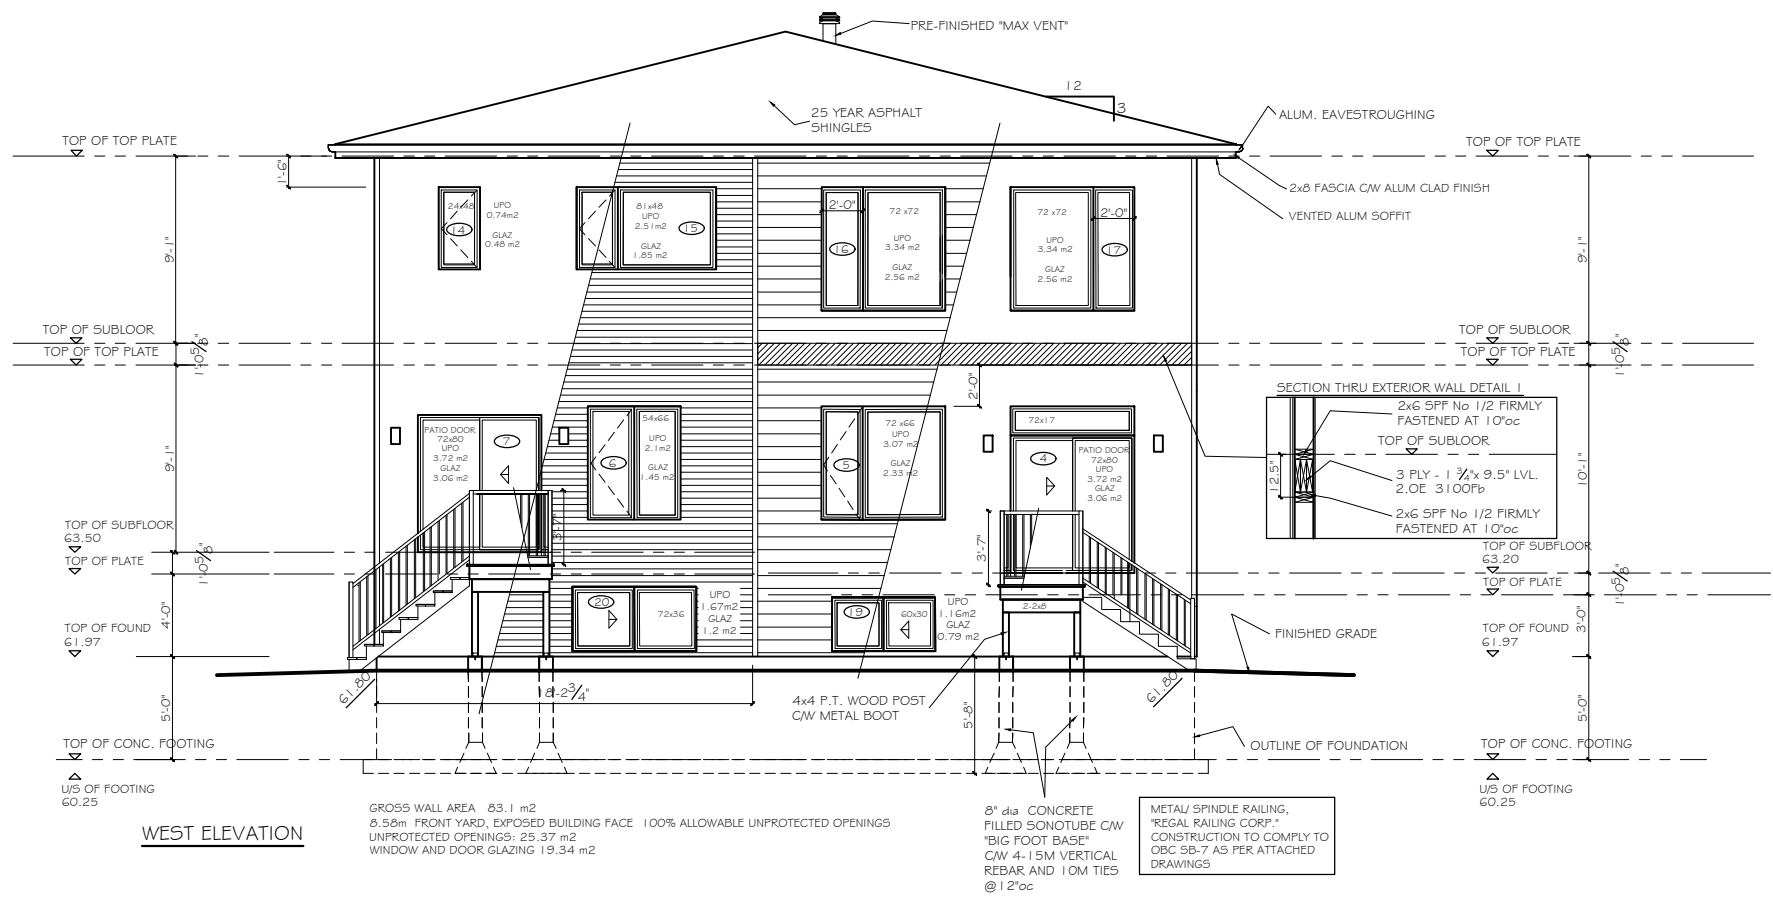 PRE-FINISHED "MAX VENT"
12
3
25 YEAR ASPHALT
SHINGLES
ALUM. EAVESTROUGHING
TOP OF TOP PLATE
TOP OF TOP PLATE
1'-6"
2x8 FASCIA C/W ALUM CLAD FINISH
VENTED ALUM SOFFIT
24x48
14
UPO
0.74m2
GLAZ
0.48 m2
81x48
UPO
2.51m2
GLAZ
1.85 m2
15
2'-0"
16
72 x72
UPO
3.34 m2
GLAZ
2.56 m2
72 x72
UPO
3.34 m2
GLAZ
2.56 m2
2'-0"
17
9'-1"
9'-1"
TOP OF SUBLOOR
TOP OF TOP PLATE
1'-0 5/8"
TOP OF SUBLOOR
TOP OF TOP PLATE
1'-0 5/8"
2'-0"
SECTION THRU EXTERIOR WALL DETAIL 1
2x6 SPF No 1/2 FIRMLY
FASTENED AT 10"oc
TOP OF SUBLOOR
12.5"
3 PLY - 1 3/4"x 9.5" LVL.
2.0E 3100Fb
2x6 SPF No 1/2 FIRMLY
FASTENED AT 10"oc
PATIO DOOR
72x80
UPO
3.72 m2
GLAZ
3.06 m2
7
6
54x66
UPO
2.1m2
GLAZ
1.45 m2
5
72 x66
UPO
3.07 m2
GLAZ
2.33 m2
72x17
4
PATIO DOOR
72x80
UPO
3.72 m2
GLAZ
3.06 m2
9'-1"
10'-1"
3'-7"
3'-7"
TOP OF SUBFLOOR
63.50
TOP OF PLATE
1'-0 5/8"
TOP OF SUBFLOOR
63.20
TOP OF PLATE
1'-0 5/8"
20
72x36
UPO
1.67m2
GLAZ
1.2 m2
19
60x30
UPO
1.16m2
GLAZ
0.79 m2
2-2x8
4'-0"
3'-0"
TOP OF FOUND
61.97
TOP OF FOUND
61.97
FINISHED GRADE
61.80
61.80
18'-2 3/4"
4x4 P.T. WOOD POST
C/W METAL BOOT
5'-8"
5'-0"
5'-0"
TOP OF CONC. FOOTING
TOP OF CONC. FOOTING
OUTLINE OF FOUNDATION
U/S OF FOOTING
60.25
U/S OF FOOTING
60.25
WEST ELEVATION
GROSS WALL AREA 83.1 m2
8.58m FRONT YARD, EXPOSED BUILDING FACE 100% ALLOWABLE UNPROTECTED OPENINGS
UNPROTECTED OPENINGS: 25.37 m2
WINDOW AND DOOR GLAZING 19.34 m2
8" dia CONCRETE
FILLED SONOTUBE C/W
"BIG FOOT BASE"
C/W 4-15M VERTICAL
REBAR AND 10M TIES
@12"oc
METAL/ SPINDLE RAILING,
"REGAL RAILING CORP."
CONSTRUCTION TO COMPLY TO
OBC SB-7 AS PER ATTACHED
DRAWINGS